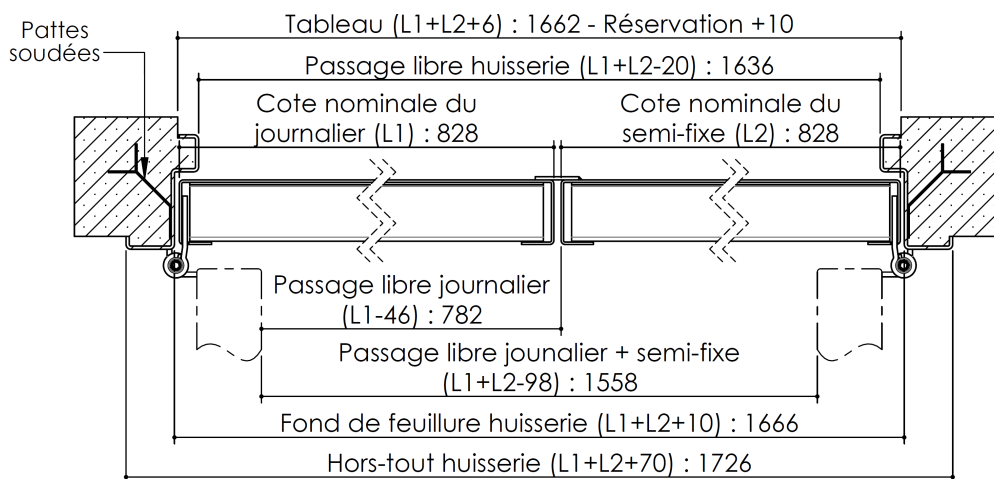 Tableau (L1+L2+6) : 1662 - Réservation +10
Pattes
soudées
Passage libre huisserie (L1+L2-20) : 1636
Cote nominale du
journalier (L1) : 828
Cote nominale du
semi-fixe (L2) : 828
Passage libre journalier
(L1-46) : 782
Passage libre jounalier + semi-fixe
(L1+L2-98) : 1558
Fond de feuillure huisserie (L1+L2+10) : 1666
Hors-tout huisserie (L1+L2+70) : 1726